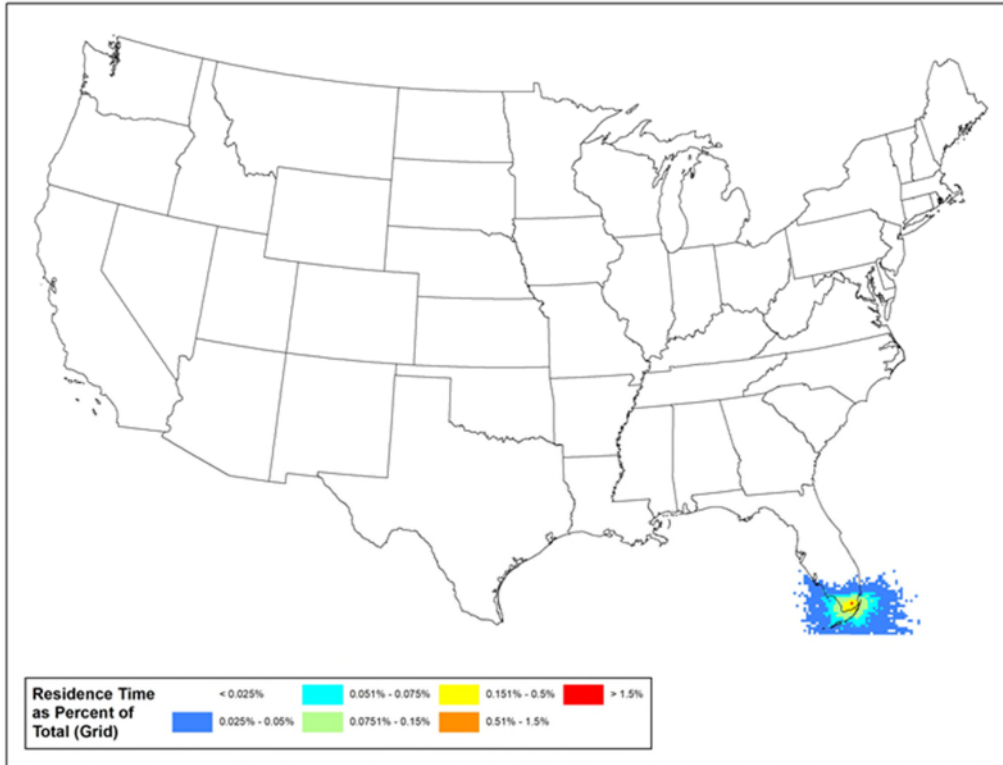 Residence Time
as Percent of
Total (Grid)
< 0.025%
0.051% - 0.075%
0.151% - 0.5%
> 1.5%
0.025% - 0.05%
0.0751% - 0.15%
0.51% - 1.5%